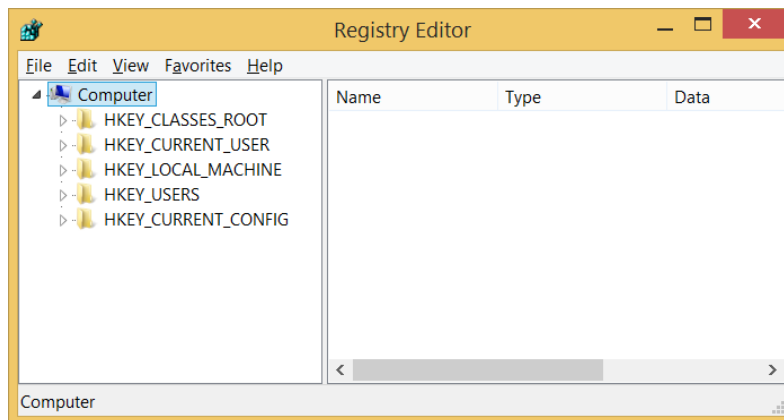 Registry Editor
File Edit View Favorites Help
Computer
HKEY_CLASSES_ROOT
HKEY_CURRENT_USER
HKEY_LOCAL_MACHINE
HKEY_USERS
HKEY_CURRENT_CONFIG
Name Type Data
Computer